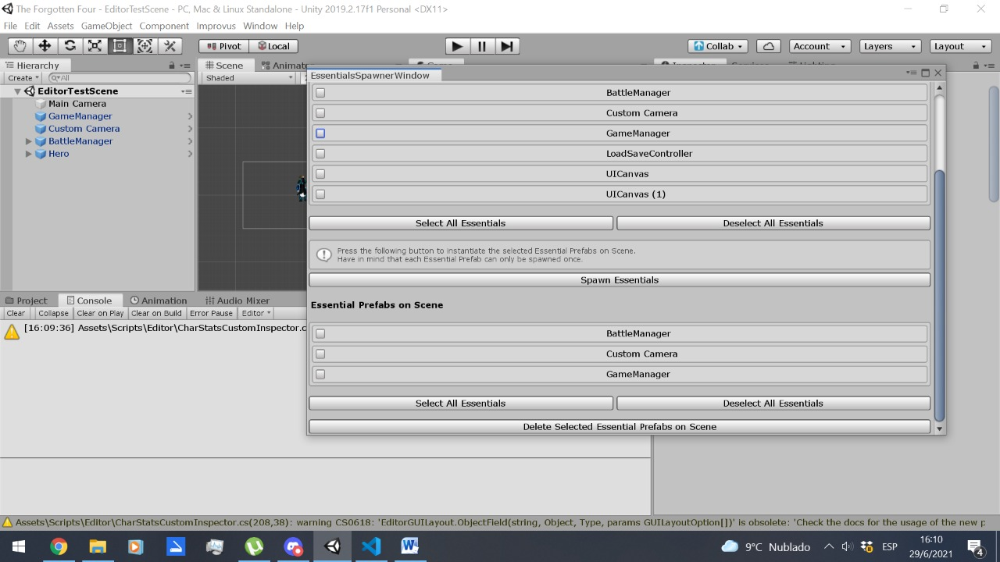 The Forgotten Four - EditorTestScene - PC, Mac & Linux Standalone - Unity 2019.2.17f1 Personal <DX11>
File Edit Assets GameObject Component Improvus Window Help
Pivot Local Collab Account Layers Layout
Hierarchy Scene
Create All Shaded
EssentialsSpawnerWindow
EditorTestScene
Main Camera
GameManager
Custom Camera
BattleManager
Hero
BattleManager
Custom Camera
GameManager
LoadSaveController
UICanvas
UICanvas (1)
Select All Essentials Deselect All Essentials
Press the following button to instantiate the selected Essential Prefabs on Scene.
Have in mind that each Essential Prefab can only be spawned once.
Spawn Essentials
Essential Prefabs on Scene
BattleManager
Custom Camera
GameManager
Select All Essentials Deselect All Essentials
Delete Selected Essential Prefabs on Scene
Project Console Animation Audio Mixer
Clear Collapse Clear on Play Clear on Build Error Pause Editor
[16:09:36] Assets\Scripts\Editor\CharStatsCustomInspector.c
Assets\Scripts\Editor\CharStatsCustomInspector.cs(208,38): warning CS0618: 'EditorGUILayout.ObjectField(string, Object, Type, params GUILayoutOption[])' is obsolete: 'Check the docs for the usage of the new p
9°C Nublado ESP 16:10
29/6/2021 4